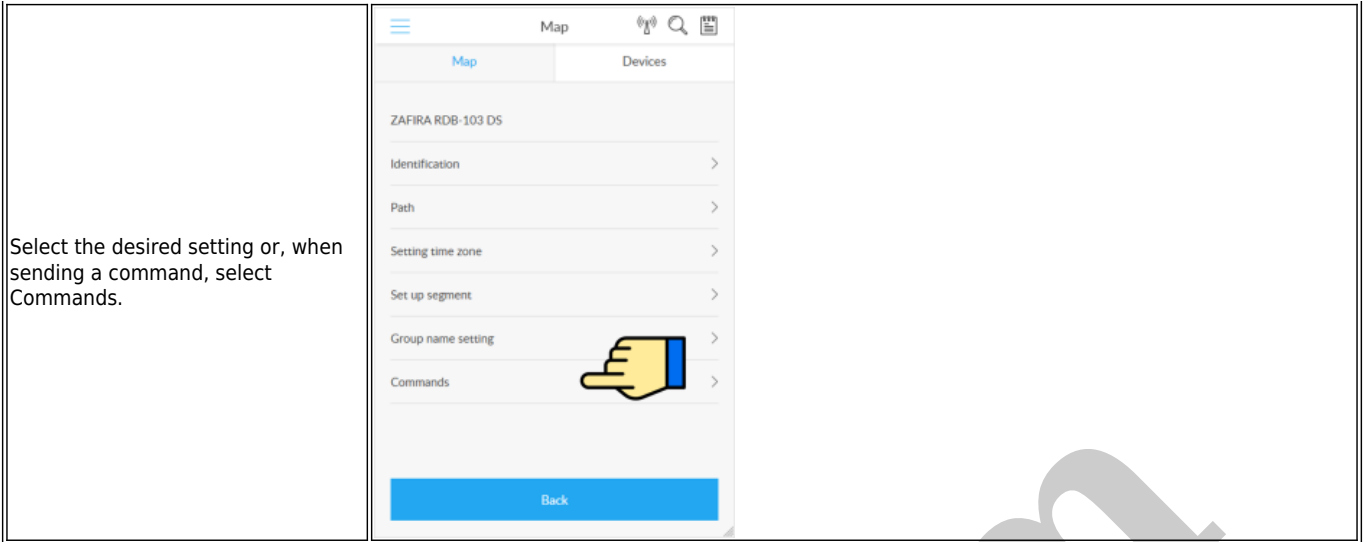 Select the desired setting or, when
sending a command, select
Commands.
Map
Map
Devices
ZAFIRA RDB-103 DS
Identification
Path
Setting time zone
Set up segment
Group name setting
Commands
Back